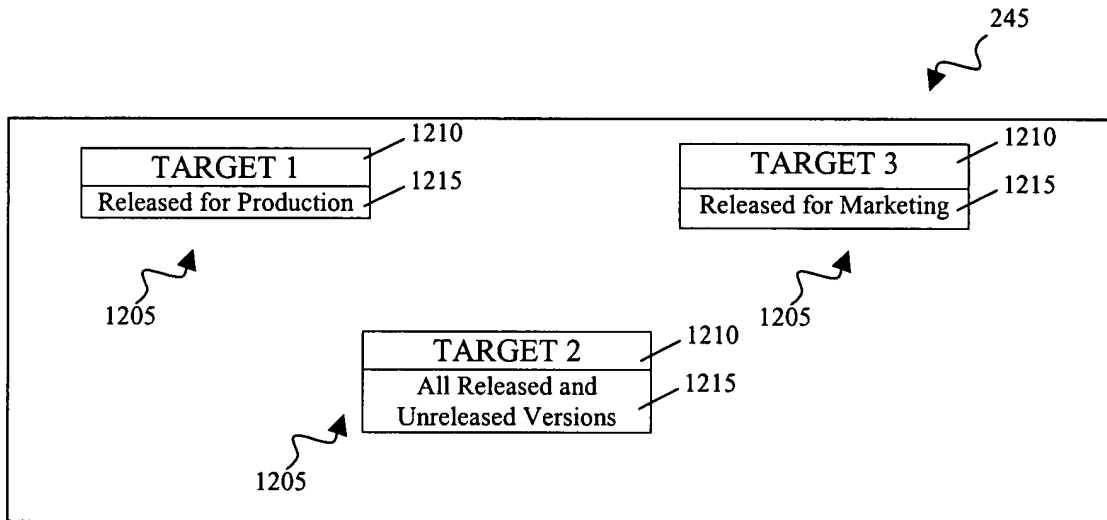 245
TARGET 1 1210
Released for Production 1215
1205
TARGET 3 1210
Released for Marketing 1215
1205
TARGET 2 1210
All Released and 1215
Unreleased Versions
1205